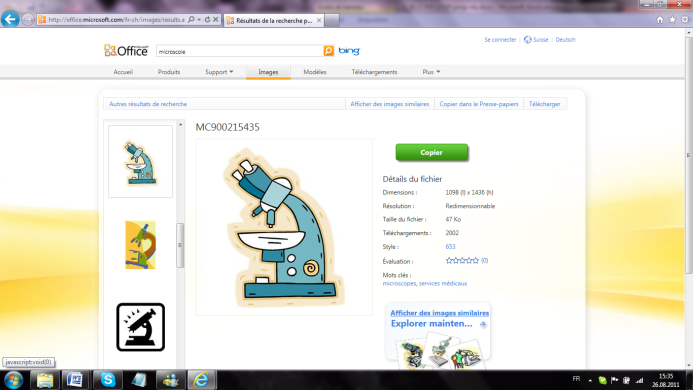 http://office.microsoft.com/fr-ch/images/results.a
Résultats de la recherche p...
Se connecter
Suisse
Deutsch
Office
microscoie
bing
Accueil
Produits
Support
Images
Modèles
Téléchargements
Plus
Autres résultats de recherche
Afficher des images similaires
Copier dans le Presse-papiers
Télécharger
MC900215435
Copier
Détails du fichier
Dimensions : 1098 (l) x 1436 (h)
Résolution : Redimensionnable
Taille du fichier : 47 Ko
Téléchargements : 2002
Style : 653
Évaluation : (0)
Mots clés :
microscopes, services médicaux
Afficher des images similaires
Explorer mainten...
javascript:void(0)
FR
15:35
26.08.2011